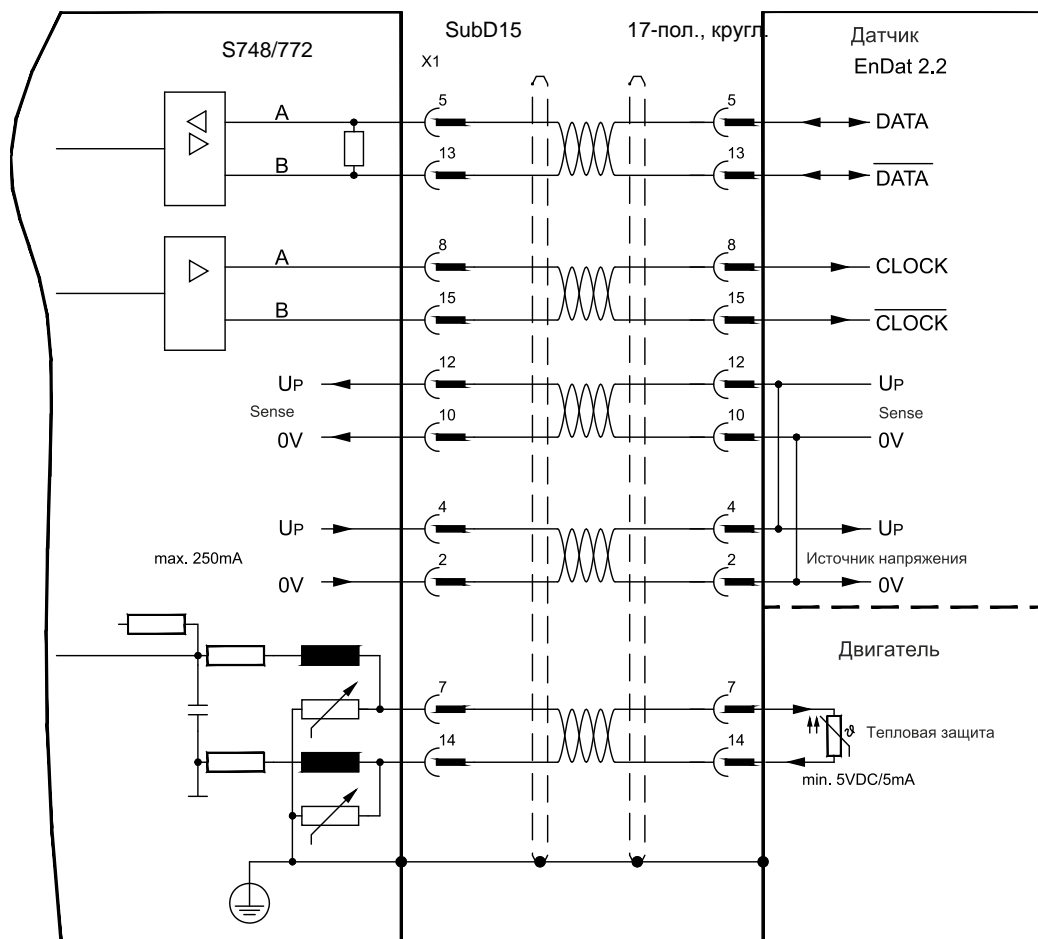 S748/772
SubD15
17-пол., кругл.
Датчик
EnDat 2.2
X1
A
5
5
DATA
B
13
13
DATA
A
8
8
CLOCK
B
15
15
CLOCK
UP
12
12
UP
Sense
Sense
0V
10
10
0V
UP
4
4
UP
max. 250mA
Источник напряжения
0V
2
2
0V
Двигатель
7
7
ϑ
Тепловая защита
14
14
min. 5VDC/5mA